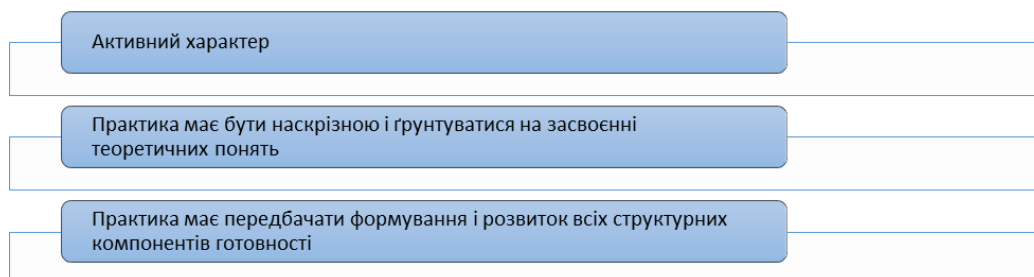 Активний характер
Практика має бути наскрізною і ґрунтуватися на засвоєнні
теоретичних понять
Практика має передбачати формування і розвиток всіх структурних
компонентів готовності